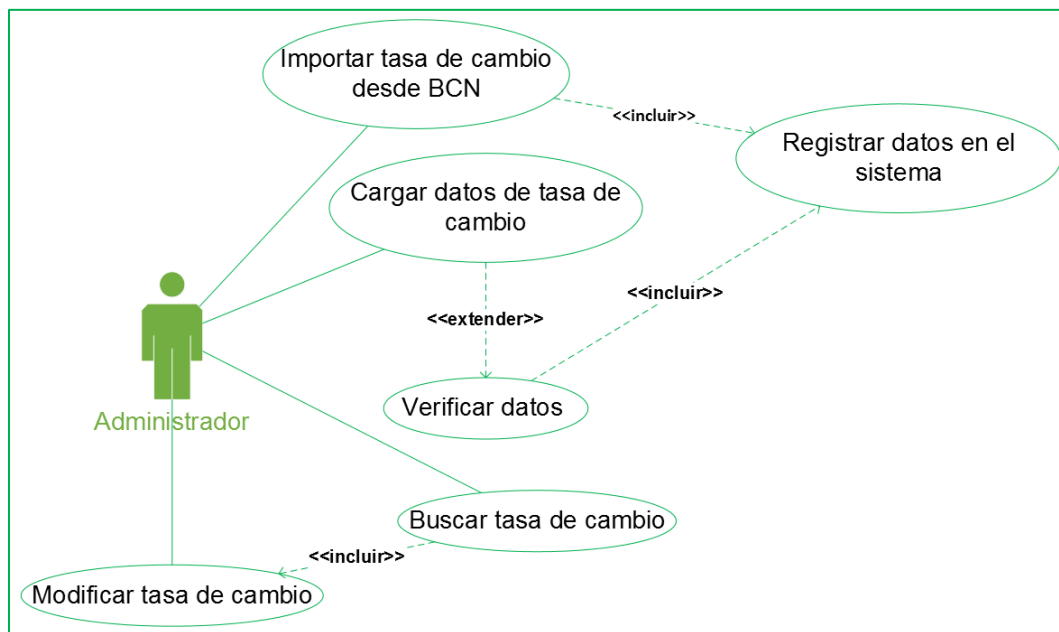 Importar tasa de cambio
desde BCN
<<incluir>>
Registrar datos en el
sistema
Cargar datos de tasa de
cambio
<<incluir>>
<<extender>>
Verificar datos
Administrador
Buscar tasa de cambio
<<incluir>>
Modificar tasa de cambio